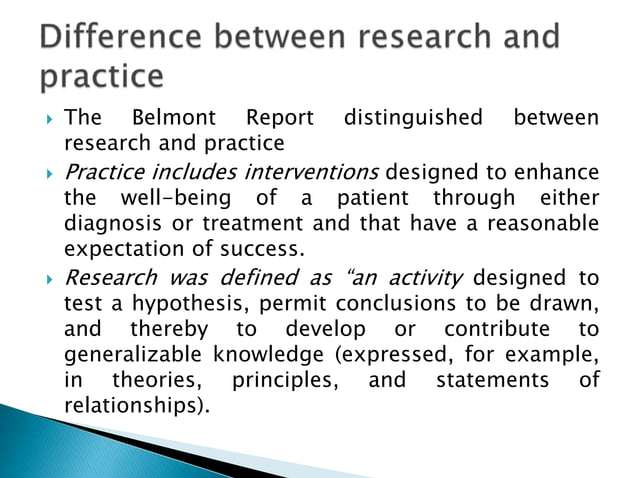 Difference between research and
practice
The Belmont Report distinguished between
research and practice
Practice includes interventions designed to enhance
the well-being of a patient through either
diagnosis or treatment and that have a reasonable
expectation of success.
Research was defined as “an activity designed to
test a hypothesis, permit conclusions to be drawn,
and thereby to develop or contribute to
generalizable knowledge (expressed, for example,
in theories, principles, and statements of
relationships).